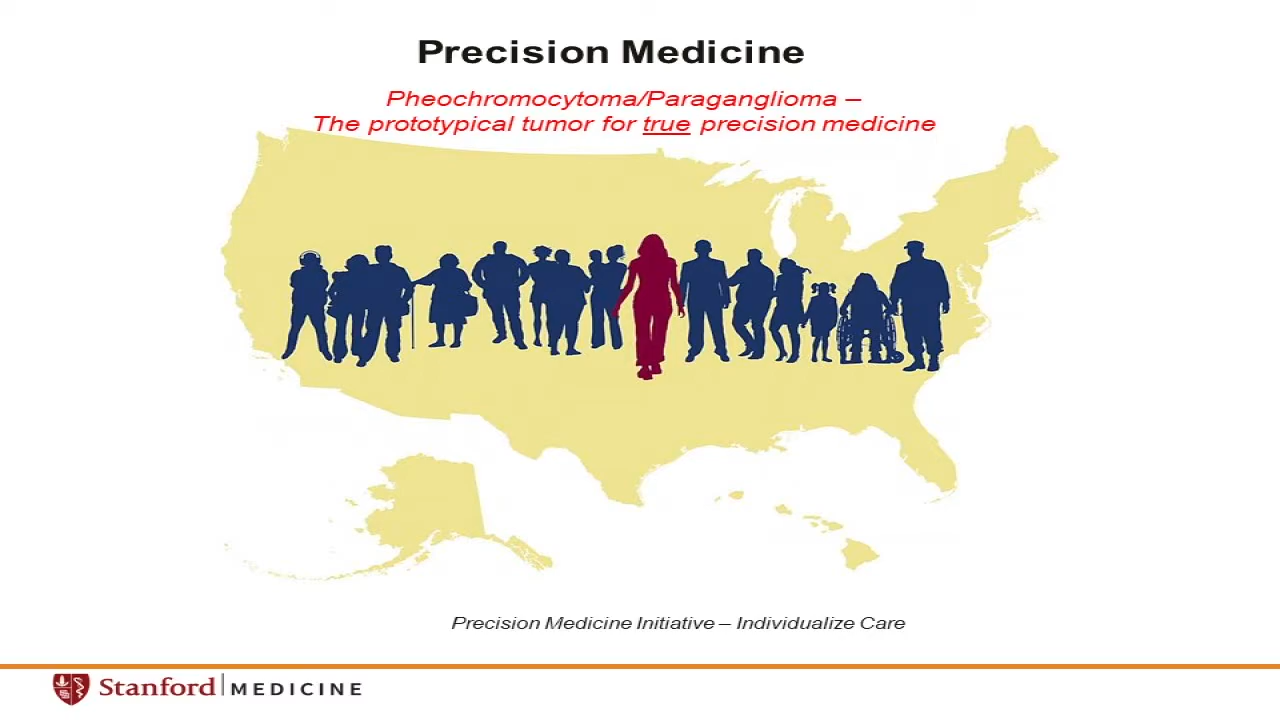 Precision Medicine
Pheochromocytoma/Paraganglioma –
The prototypical tumor for true precision medicine
Precision Medicine Initiative – Individualize Care
Stanford MEDICINE